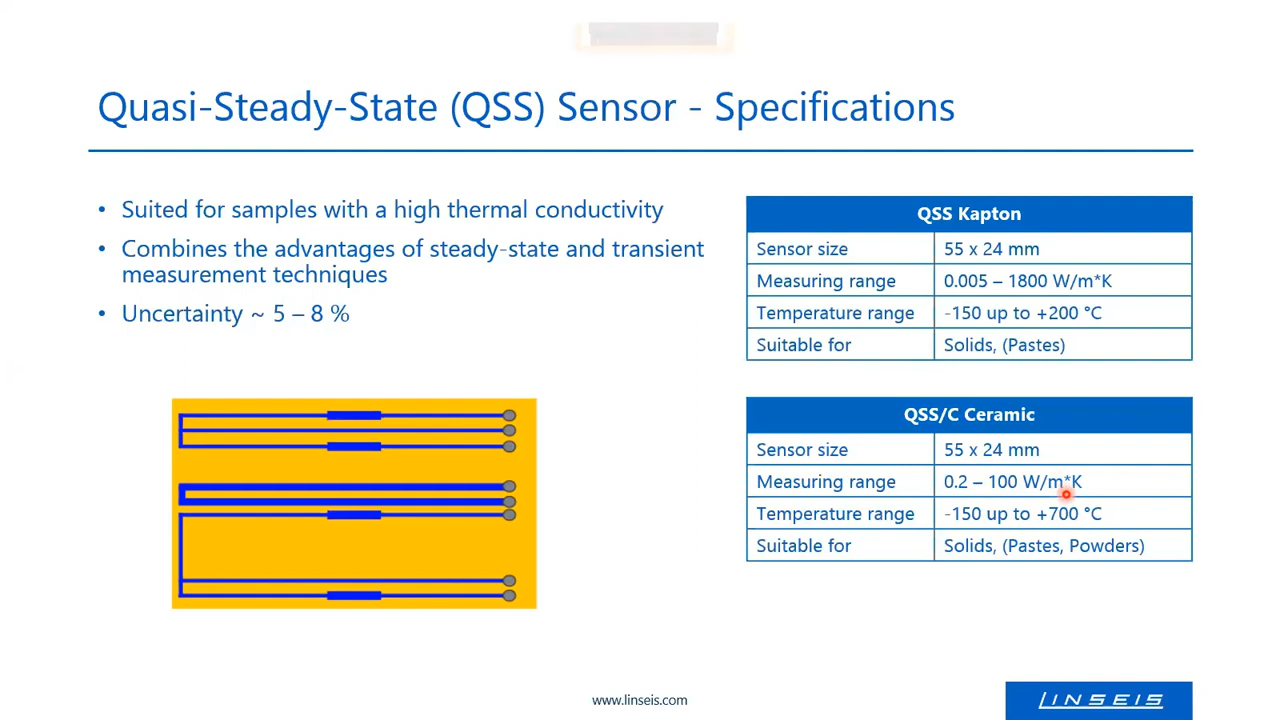 Quasi-Steady-State (QSS) Sensor - Specifications
• Suited for samples with a high thermal conductivity
• Combines the advantages of steady-state and transient
measurement techniques
• Uncertainty ~ 5 – 8 %
QSS Kapton
Sensor size 55 x 24 mm
Measuring range 0.005 – 1800 W/m*K
Temperature range -150 up to +200 °C
Suitable for Solids, (Pastes)
QSS/C Ceramic
Sensor size 55 x 24 mm
Measuring range 0.2 – 100 W/m*K
Temperature range -150 up to +700 °C
Suitable for Solids, (Pastes, Powders)
www.linseis.com
LINSEIS